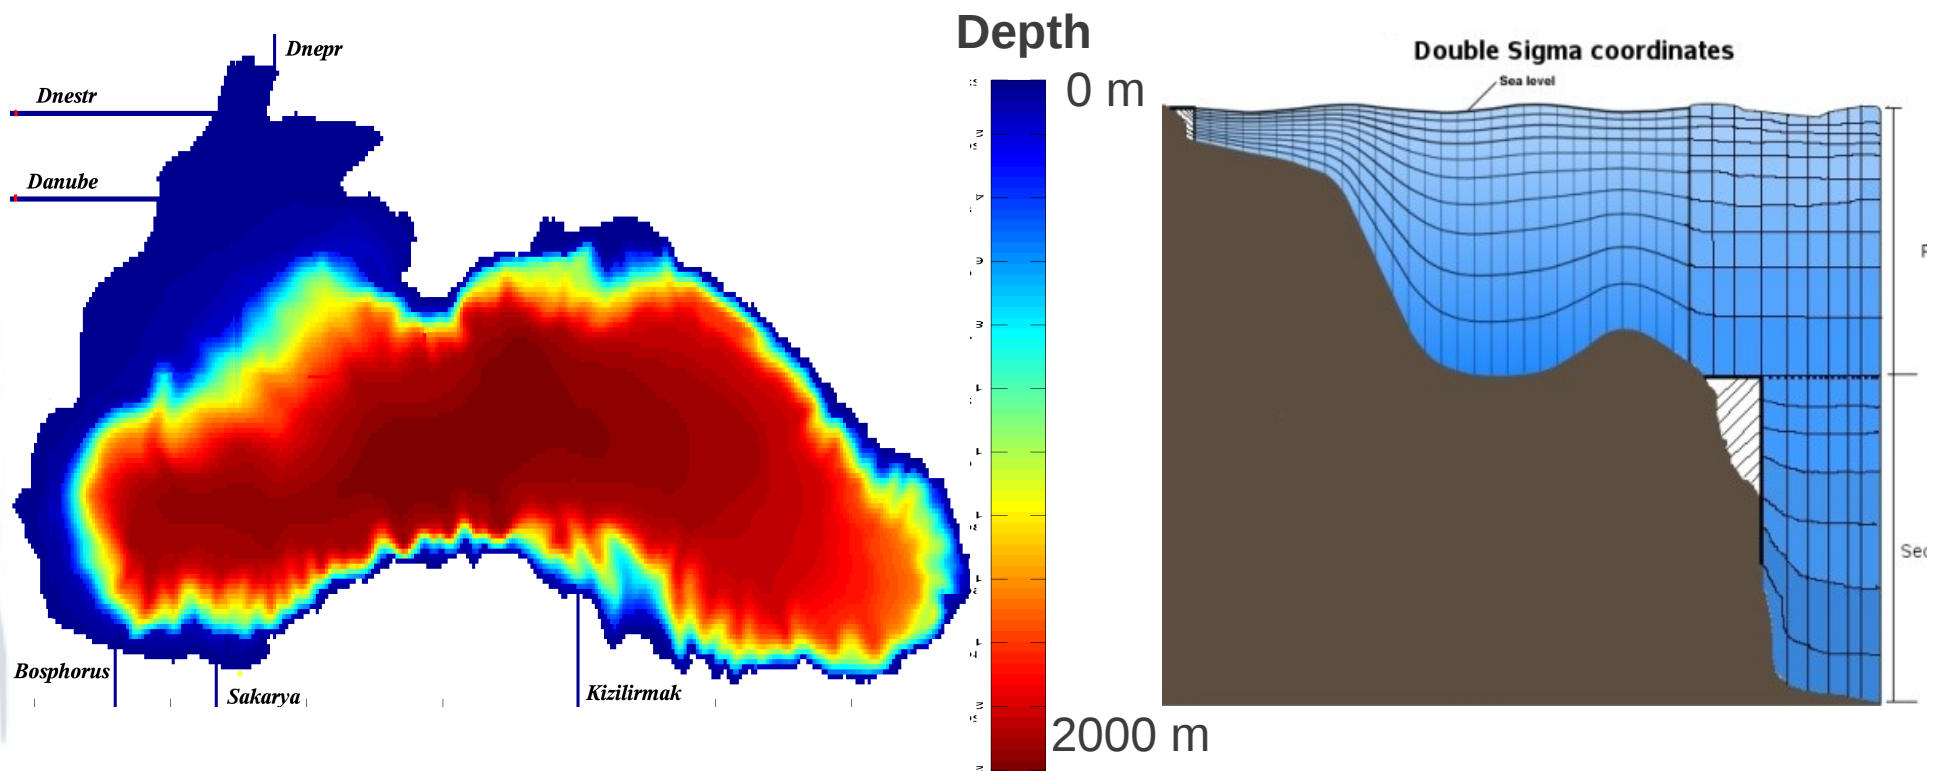 Dnepr
Dnestr
Danube
Bosphorus
Sakarya
Kizilirmak
Depth
0 m
2000 m
Double Sigma coordinates
Sea level